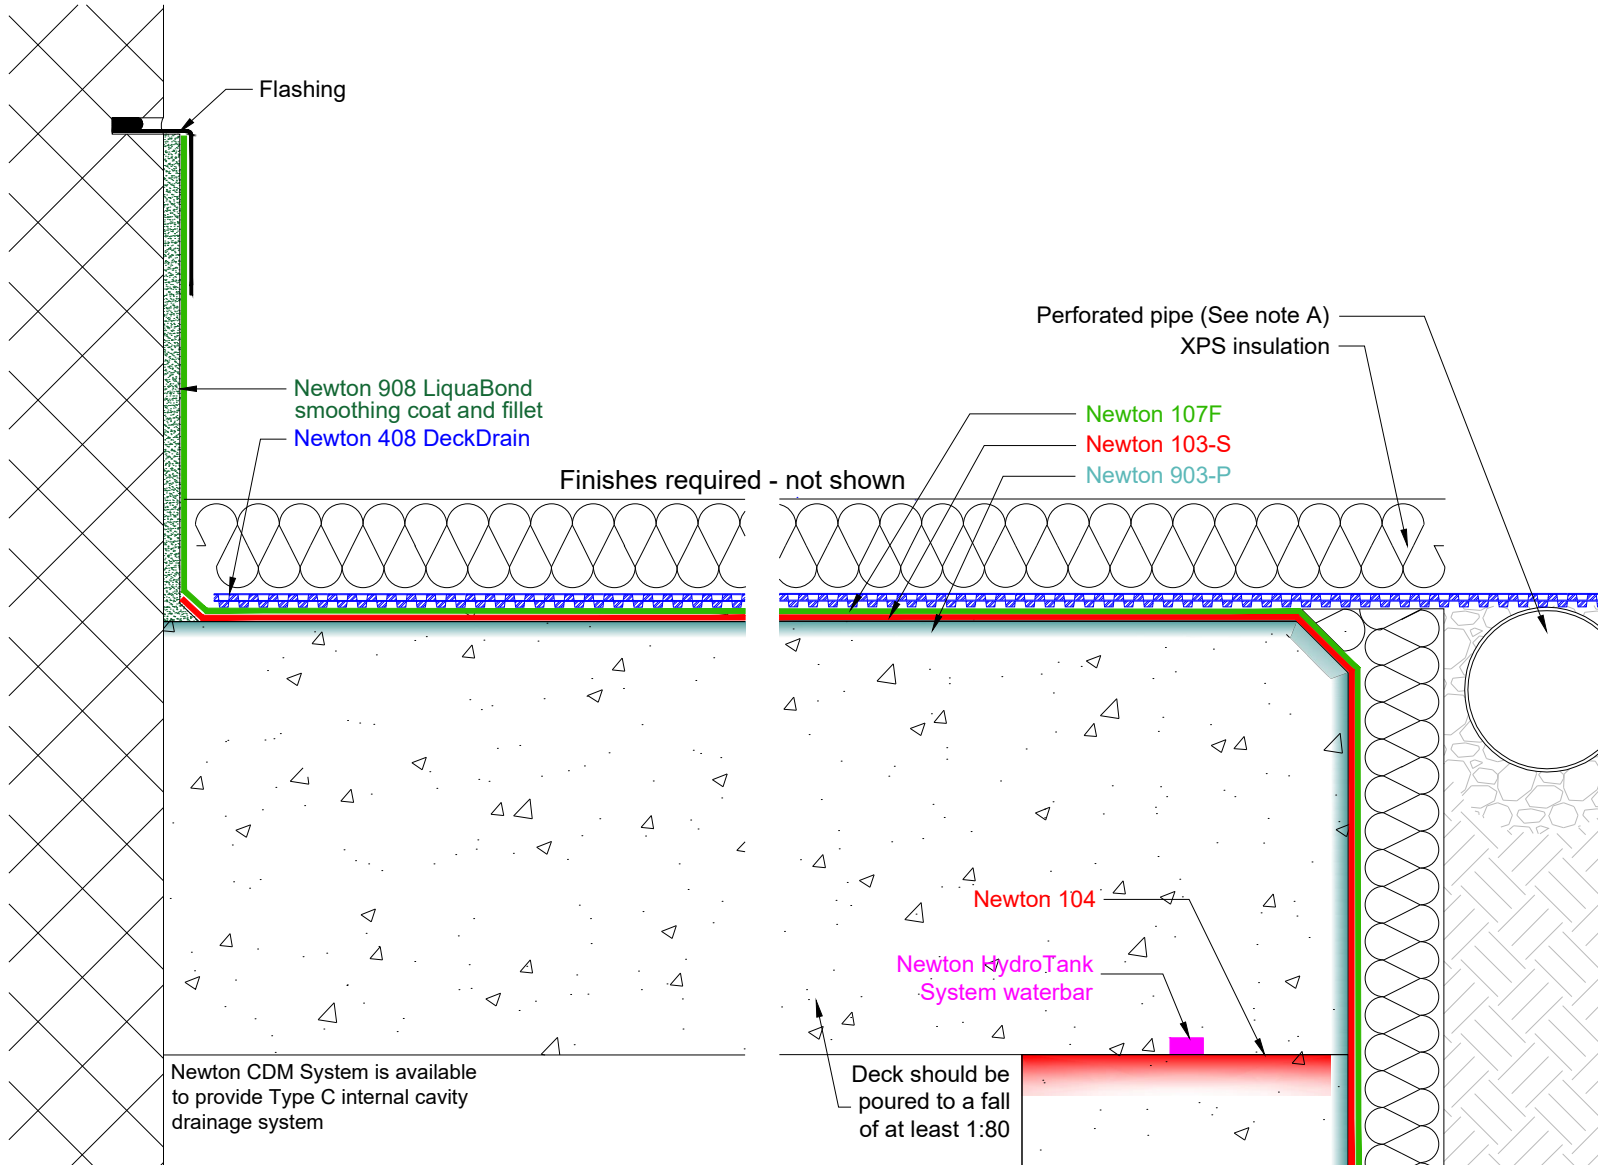 Flashing
Perforated pipe (See note A)
XPS insulation
Newton 908 LiquaBond
smoothing coat and fillet
Newton 408 DeckDrain
Newton 107F
Newton 103-S
Newton 903-P
Finishes required - not shown
Newton 104
Newton HydroTank
System waterbar
Newton CDM System is available
to provide Type C internal cavity
drainage system
Deck should be
poured to a fall
of at least 1:80